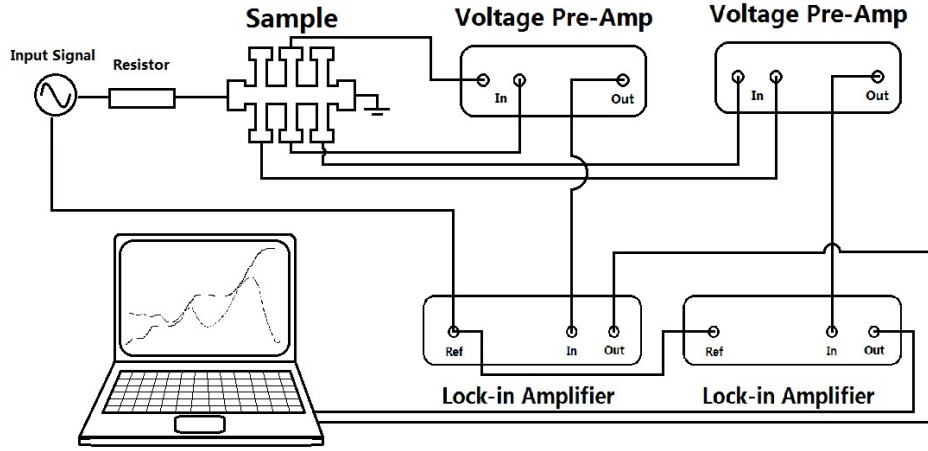 Sample
Voltage Pre-Amp
Voltage Pre-Amp
Input Signal
Resistor
In
Out
In
Out
Ref
In
Out
Ref
In
Out
Lock-in Amplifier
Lock-in Amplifier